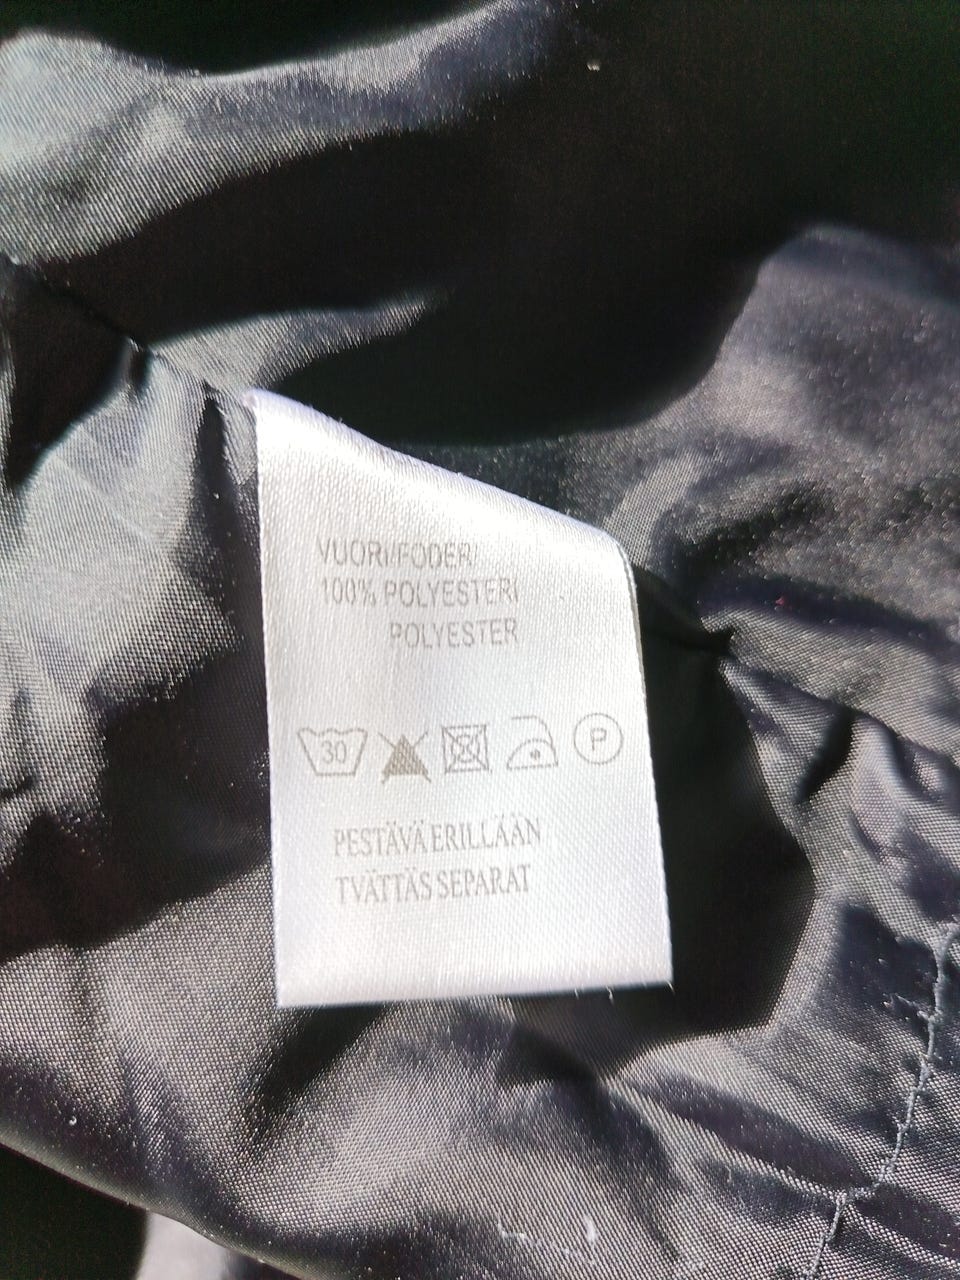 VUORI/FODER/
100% POLYESTERI
POLYESTER
30 P
PESTÄVÄ ERILLÄÄN
TVÄTTÄS SEPARAT